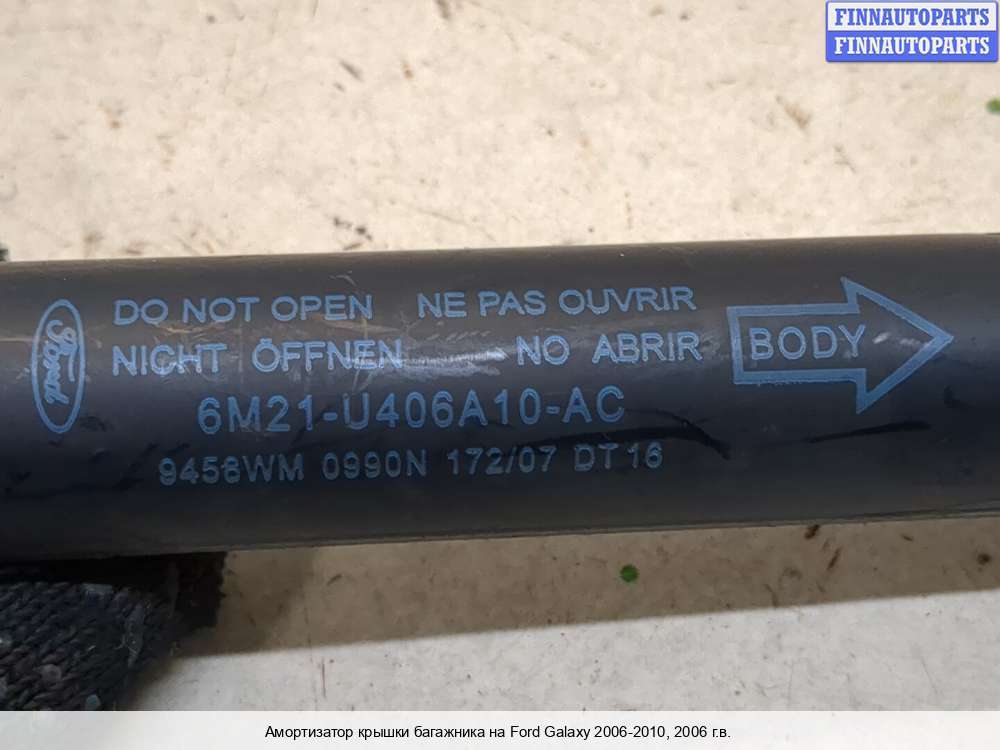 FINNAUTOPARTS
FINNAUTOPARTS
Ford
DO NOT OPEN NE PAS OUVRIR
NICHT ÖFFNEN NO ABRIR
BODY
6M21-U406A10-AC
9458WM 0990N 172/07 DT16
Амортизатор крышки багажника на Ford Galaxy 2006-2010, 2006 г.в.